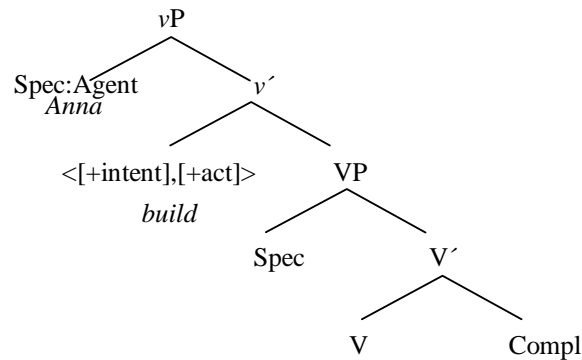 vP
Spec:Agent
Anna
v´
<[+intent],[+act]>
build
VP
Spec
V´
V
Compl